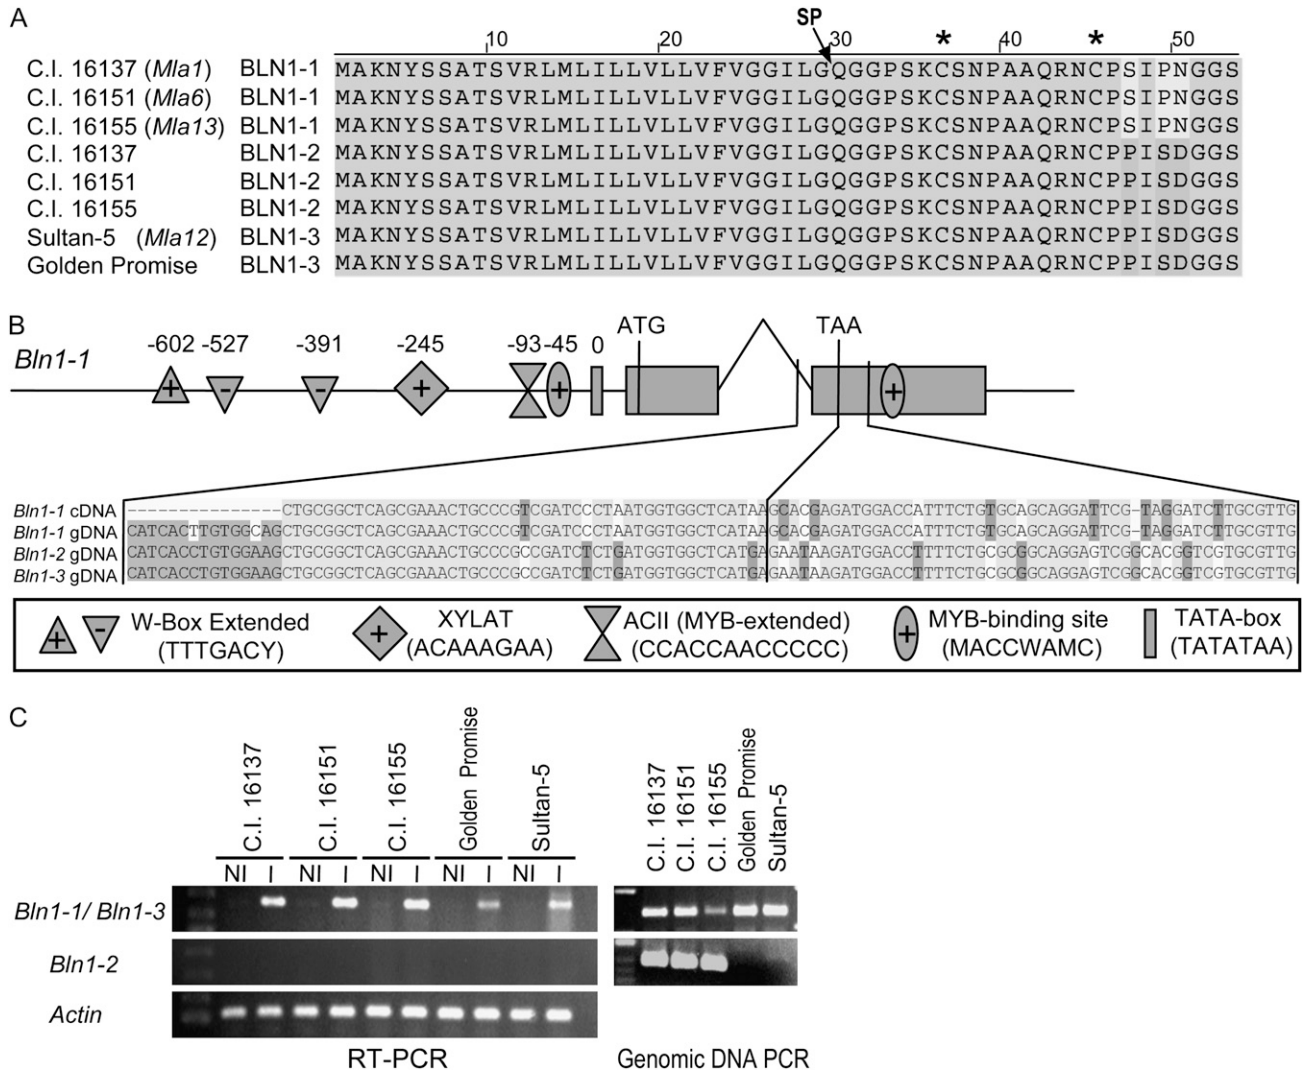 A
SP
10 20 30 * 40 * 50
C.I. 16137 (Mla1) BLN1-1 MAKNYSSATSVRLMLILLVLLVFVGGILGQGGPSKCSNPAAQRNCPSIPNGGS
C.I. 16151 (Mla6) BLN1-1 MAKNYSSATSVRLMLILLVLLVFVGGILGQGGPSKCSNPAAQRNCPSIPNGGS
C.I. 16155 (Mla13) BLN1-1 MAKNYSSATSVRLMLILLVLLVFVGGILGQGGPSKCSNPAAQRNCPSIPNGGS
C.I. 16137 BLN1-2 MAKNYSSATSVRLMLILLVLLVFVGGILGQGGPSKCSNPAAQRNCPPISDGGS
C.I. 16151 BLN1-2 MAKNYSSATSVRLMLILLVLLVFVGGILGQGGPSKCSNPAAQRNCPPISDGGS
C.I. 16155 BLN1-2 MAKNYSSATSVRLMLILLVLLVFVGGILGQGGPSKCSNPAAQRNCPPISDGGS
Sultan-5 (Mla12) BLN1-3 MAKNYSSATSVRLMLILLVLLVFVGGILGQGGPSKCSNPAAQRNCPPISDGGS
Golden Promise BLN1-3 MAKNYSSATSVRLMLILLVLLVFVGGILGQGGPSKCSNPAAQRNCPPISDGGS
B
ATG TAA
-602 -527 -391 -245 -93 -45 0
Bln1-1
+ - - + + +
Bln1-1 cDNA ---------------CTGCGGCTCAGCGAAACTGCCCGTCGATCCCCTAATGGTGGCTCATAAGCACGAGATGGACCATTTCTGTGCAGCAGGATTCG-TAGGATCTTGCGTTG
Bln1-1 gDNA CATCACTTGTGGCAGCTGCGGCTCAGCGAAACTGCCCGTCGATCCCCTAATGGTGGCTCATAAGCACGAGATGGACCATTTCTGTGCAGCAGGATTCG-TAGGATCTTGCGTTG
Bln1-2 gDNA CATCACCTGTGGAAGCTGCGGCTCAGCGAAACTGCCCGCCGATCTCTGATGGTGGCTCATGAGAATAAGATGGACCTTTTCTGCGCGGCAGGAGTCGGCACGGTCGTGCGTTG
Bln1-3 gDNA CATCACCTGTGGAAGCTGCGGCTCAGCGAAACTGCCCGCCGATCTCTGATGGTGGCTCATGAGAATAAGATGGACCTTTTCTGCGCGGCAGGAGTCGGCACGGTCGTGCGTTG
+ - W-Box Extended + XYLAT ACII (MYB-extended) + MYB-binding site TATA-box
(TTTGACY) (ACAAAGAA) (CCACCAACCCCC) (MACCWAMC) (TATATAA)
C
C.I. 16137 C.I. 16151 C.I. 16155 Golden Promise Sultan-5 C.I. 16137 C.I. 16151 C.I. 16155 Golden Promise Sultan-5
NI I NI I NI I NI I NI I
Bln1-1/ Bln1-3
Bln1-2
Actin
RT-PCR Genomic DNA PCR